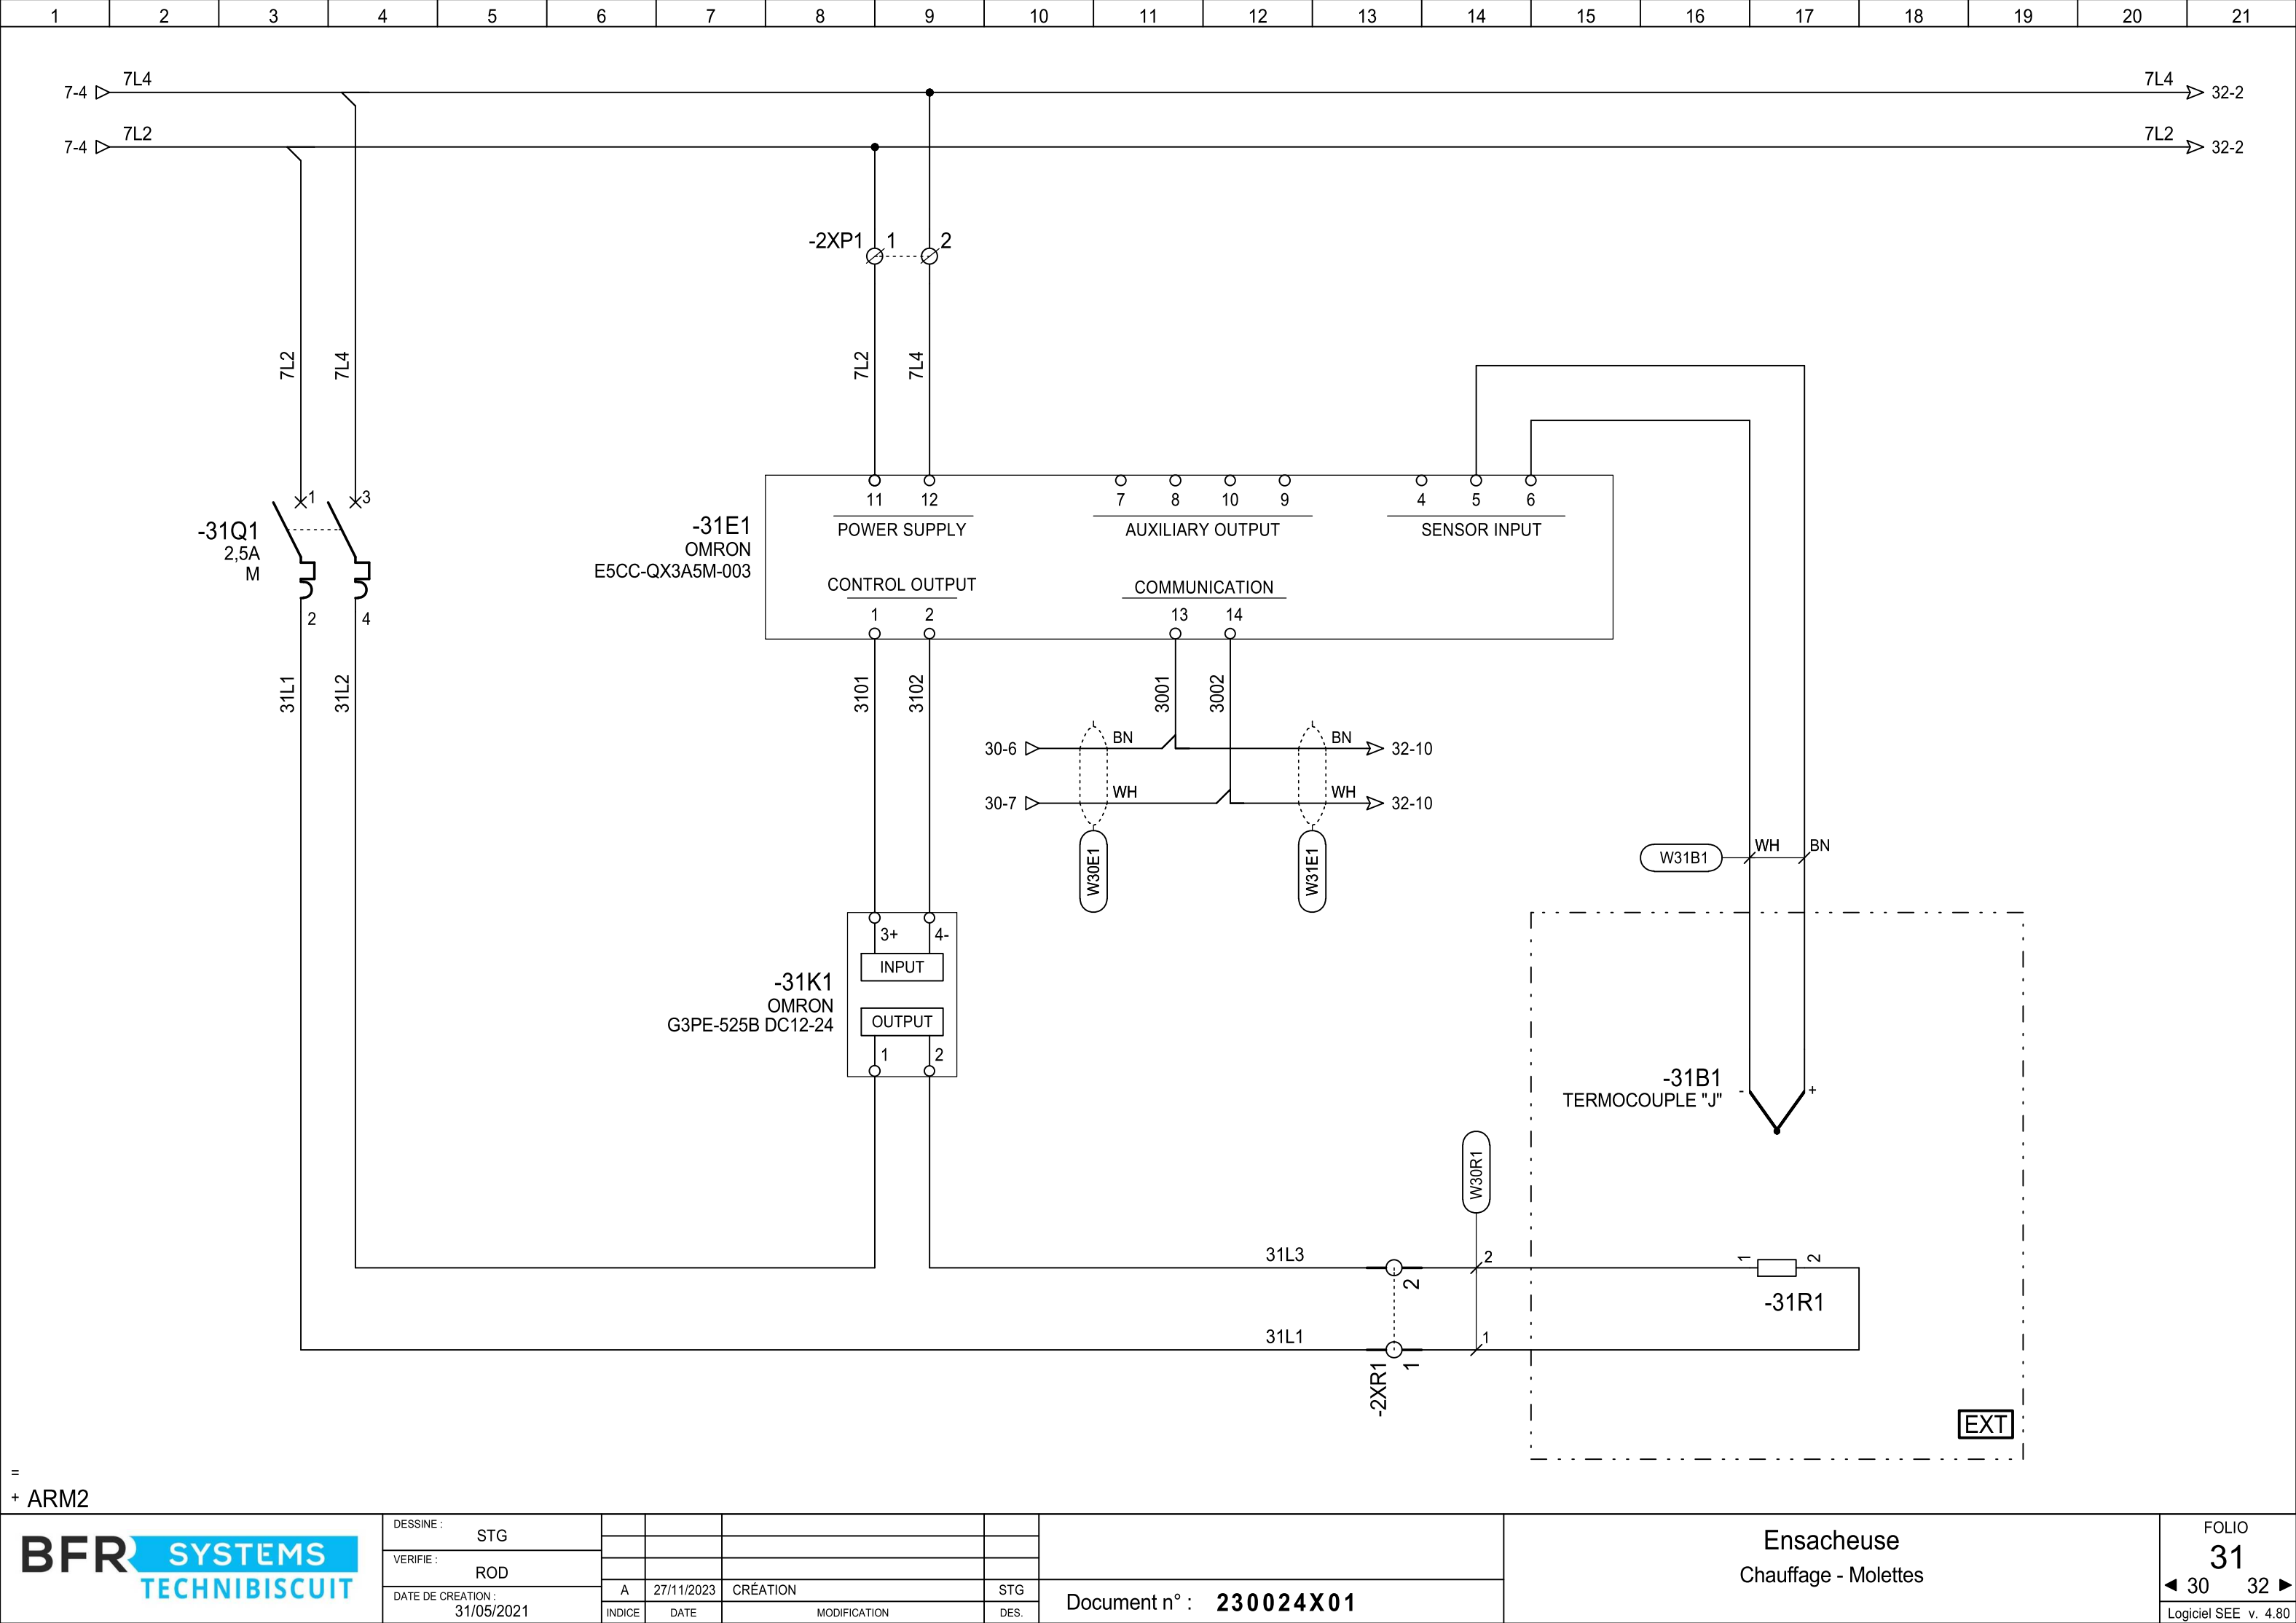 1 2 3 4 5 6 7 8 9 10 11 12 13 14 15 16 17 18 19 20 21
7L4 7L4
7-4 32-2
7L2 7L2
7-4 32-2
-2XP1 1 2
7L2 7L4 7L2 7L4
1 3
-31Q1
2,5A
M
2 4
-31E1
OMRON
E5CC-QX3A5M-003
11 12 7 8 10 9 4 5 6
POWER SUPPLY AUXILIARY OUTPUT SENSOR INPUT
CONTROL OUTPUT COMMUNICATION
1 2 13 14
31L1 31L2 3101 3102 3001 3002
30-6 BN BN 32-10
30-7 WH WH 32-10
W30E1 W31E1
W31B1 WH BN
3+ 4-
INPUT
-31K1
OMRON
G3PE-525B DC12-24
OUTPUT
1 2
-31B1 - +
TERMOCOUPLE "J"
W30R1
31L3 2 2 1 2
-31R1
31L1 1 1
-2XR1
EXT
=
+ ARM2
BFR SYSTEMS
TECHNIBISCUIT
DESSINE :
STG
VERIFIE :
ROD
DATE DE CREATION :
31/05/2021
A 27/11/2023 CRÉATION STG
INDICE DATE MODIFICATION DES.
Document n° : 230024X01
Ensacheuse
Chauffage - Molettes
FOLIO
31
30 32
Logiciel SEE v. 4.80